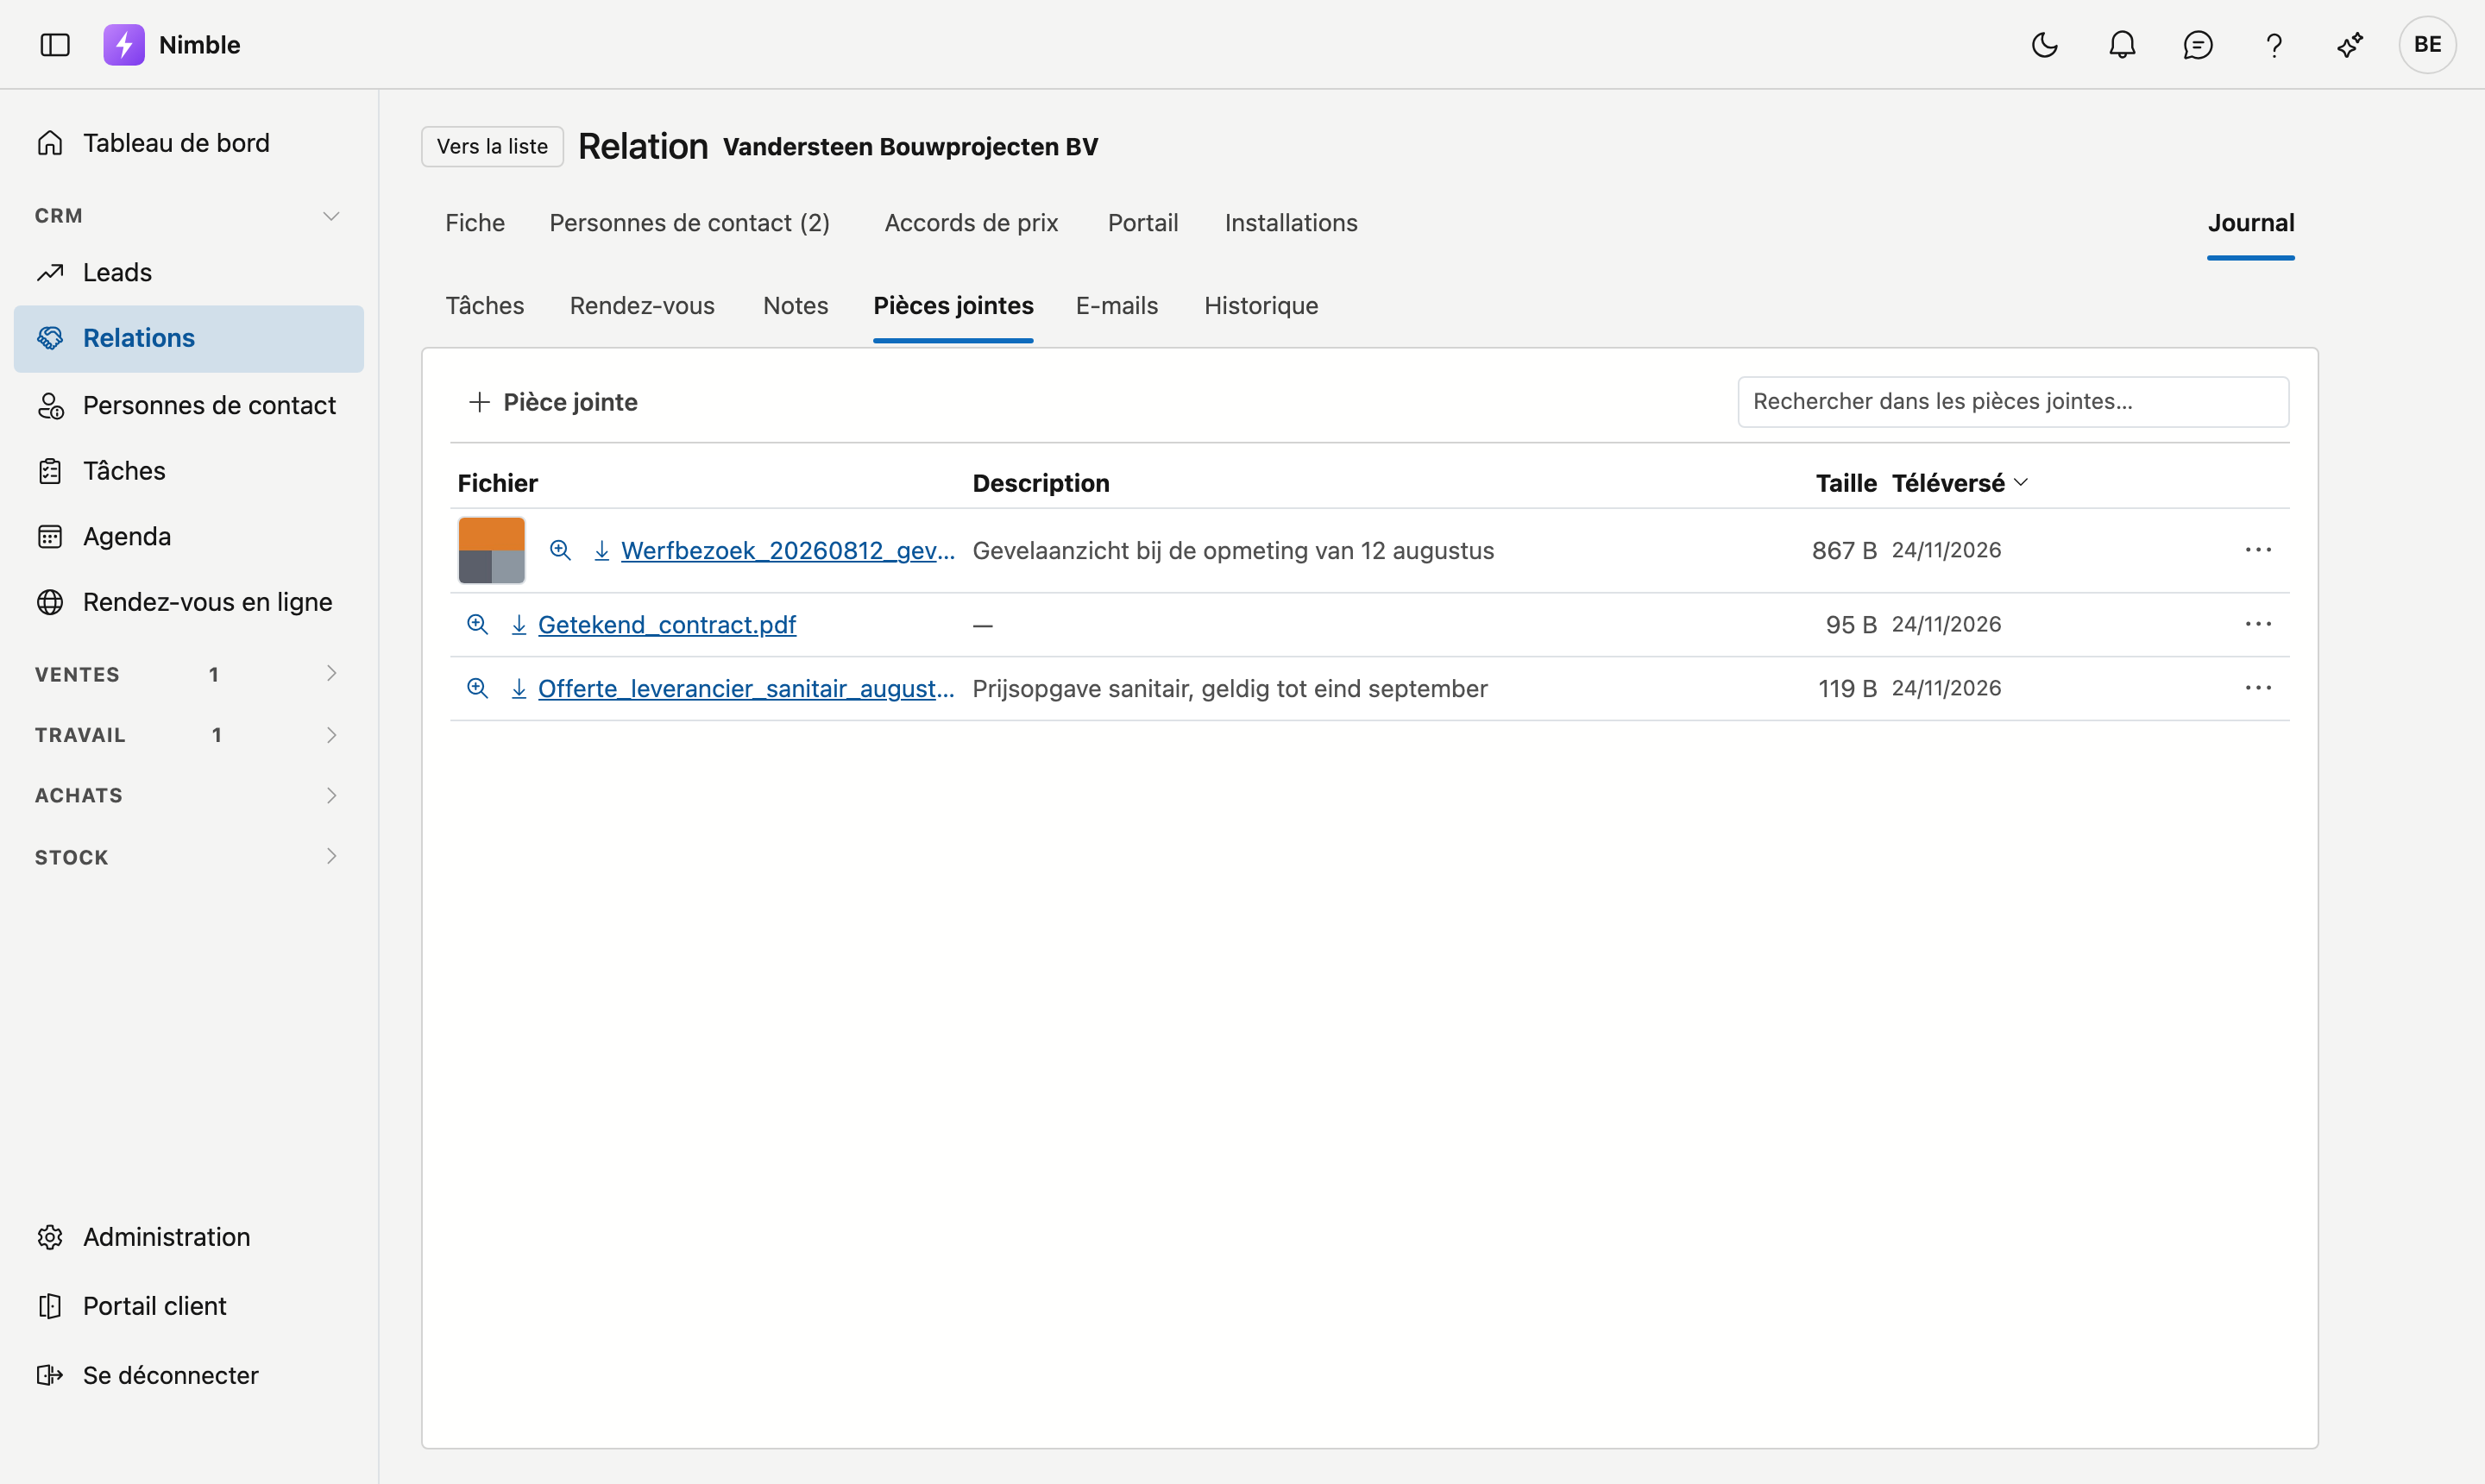 Nimble
BE
Tableau de bord
CRM
Leads
Relations
Personnes de contact
Tâches
Agenda
Rendez-vous en ligne
VENTES 1
TRAVAIL 1
ACHATS
STOCK
Administration
Portail client
Se déconnecter
Vers la liste Relation Vandersteen Bouwprojecten BV
Fiche Personnes de contact (2) Accords de prix Portail Installations Journal
Tâches Rendez-vous Notes Pièces jointes E-mails Historique
Pièce jointe Rechercher dans les pièces jointes...
Fichier Description Taille Téléversé
Werfbezoek_20260812_gev... Gevelaanzicht bij de opmeting van 12 augustus 867 B 24/11/2026
Getekend_contract.pdf — 95 B 24/11/2026
Offerte_leverancier_sanitair_august... Prijsopgave sanitair, geldig tot eind september 119 B 24/11/2026